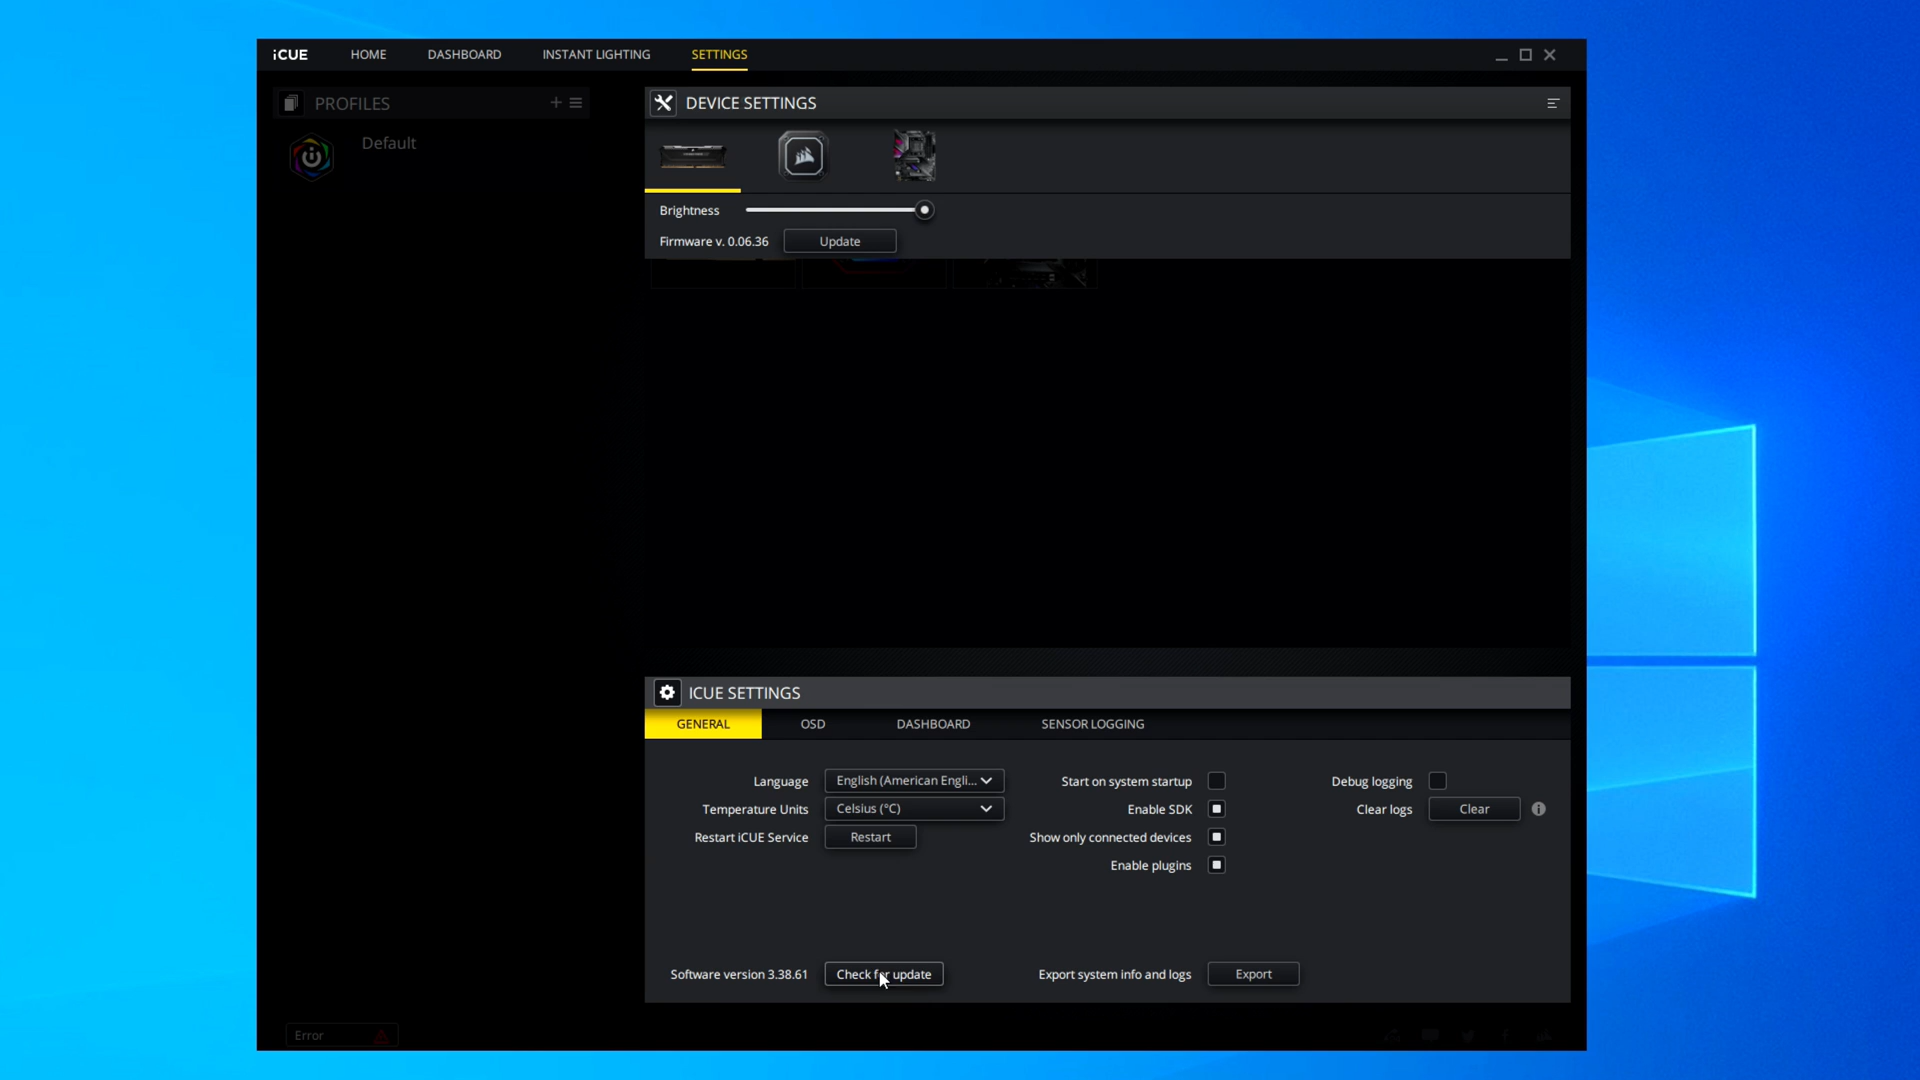 iCUE HOME DASHBOARD INSTANT LIGHTING SETTINGS
PROFILES
Default
DEVICE SETTINGS
Brightness
Firmware v. 0.06.36 Update
ICUE SETTINGS
GENERAL OSD DASHBOARD SENSOR LOGGING
Language English (American Engli... Start on system startup Debug logging
Temperature Units Celsius (°C) Enable SDK Clear logs Clear
Restart iCUE Service Restart Show only connected devices
Enable plugins
Software version 3.38.61 Check for update Export system info and logs Export
Error